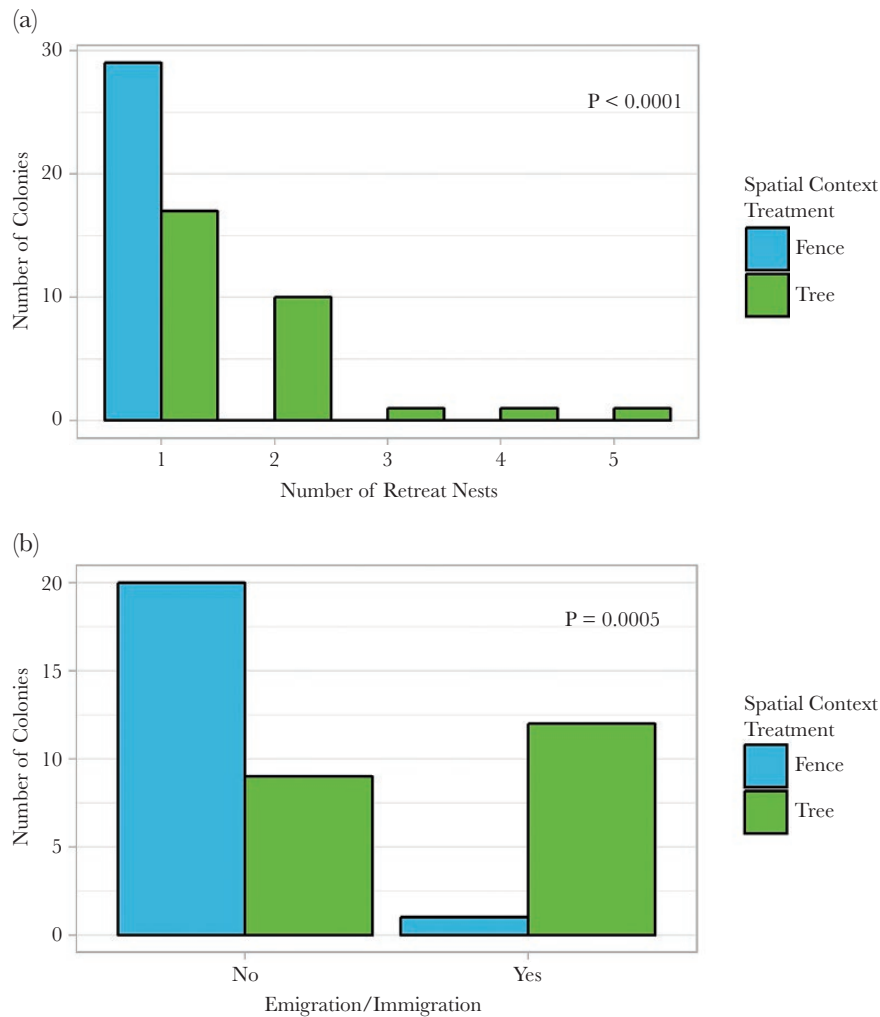 (a)
30
20
10
0
Number of Colonies
P < 0.0001
1 2 3 4 5
Number of Retreat Nests
Spatial Context
Treatment
Fence
Tree
(b)
20
15
10
5
0
Number of Colonies
P = 0.0005
No Yes
Emigration/Immigration
Spatial Context
Treatment
Fence
Tree